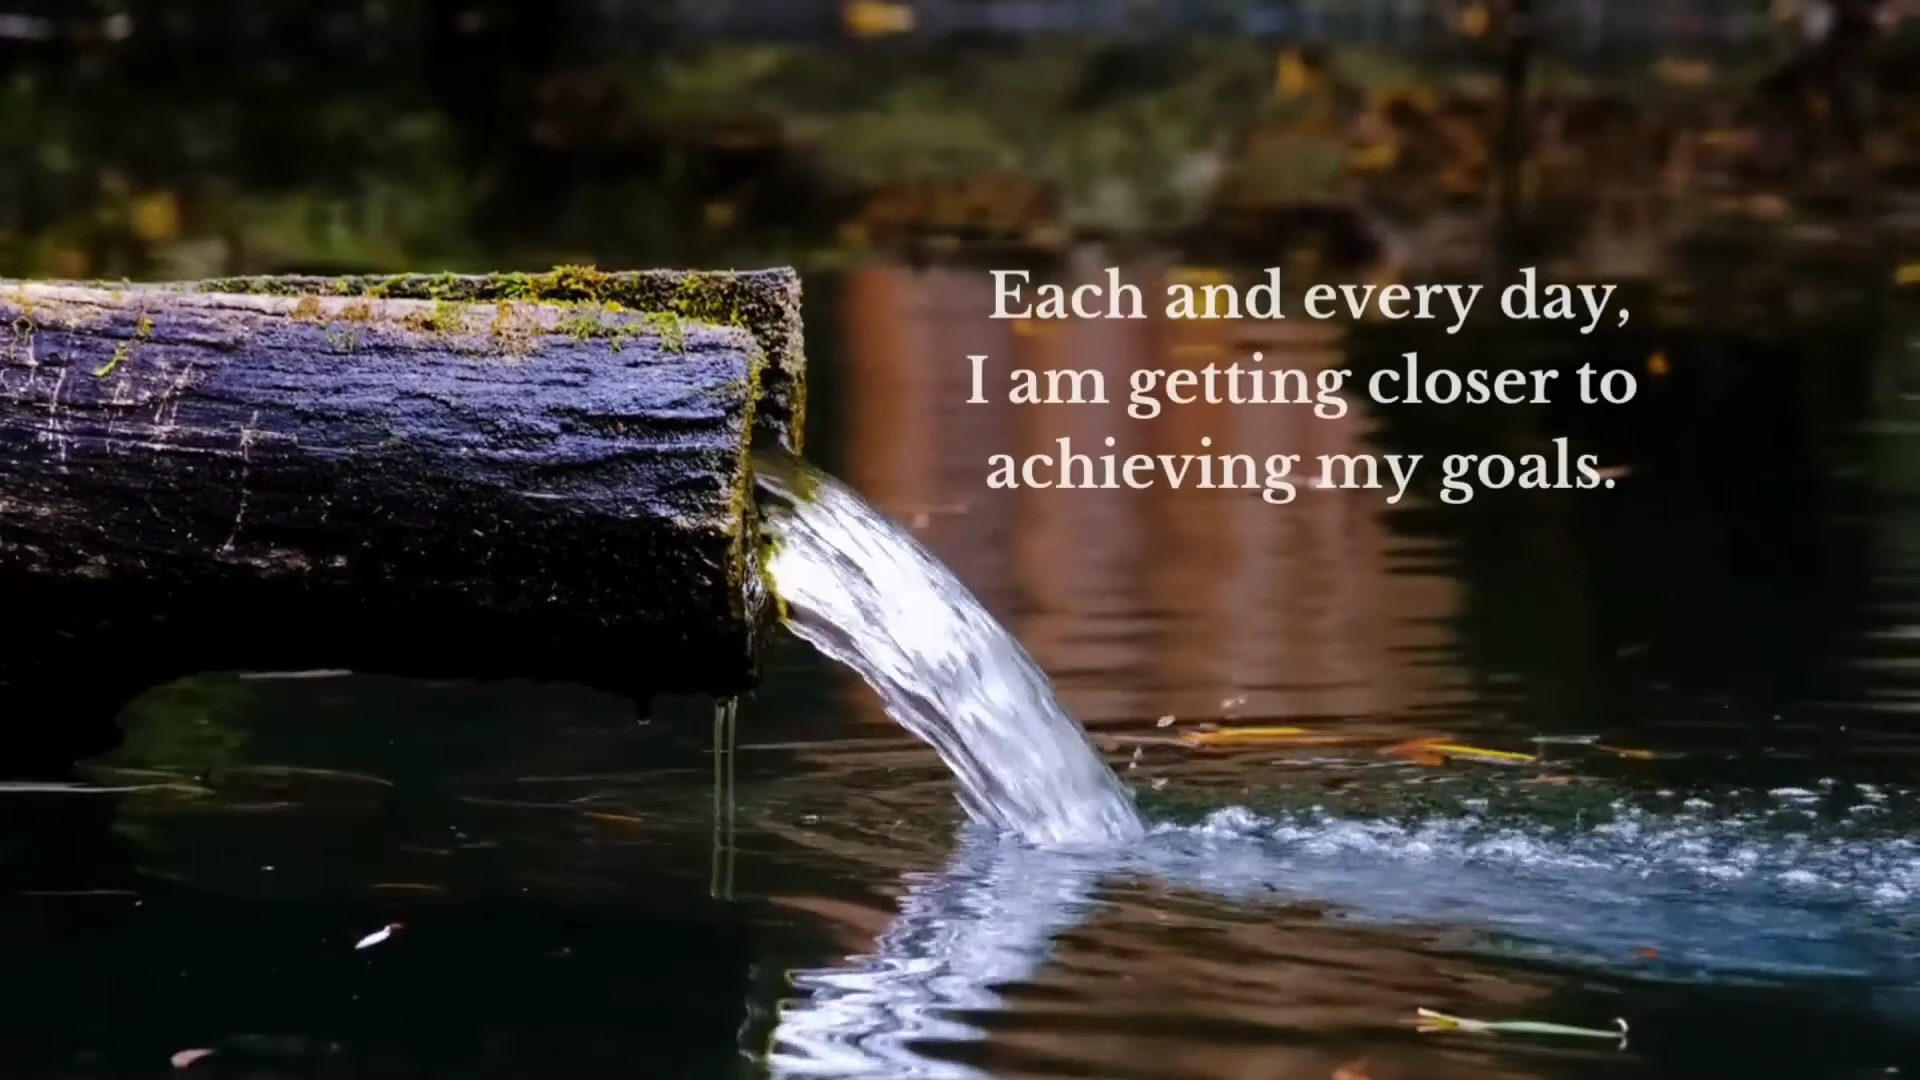 Each and every day,
I am getting closer to
achieving my goals.